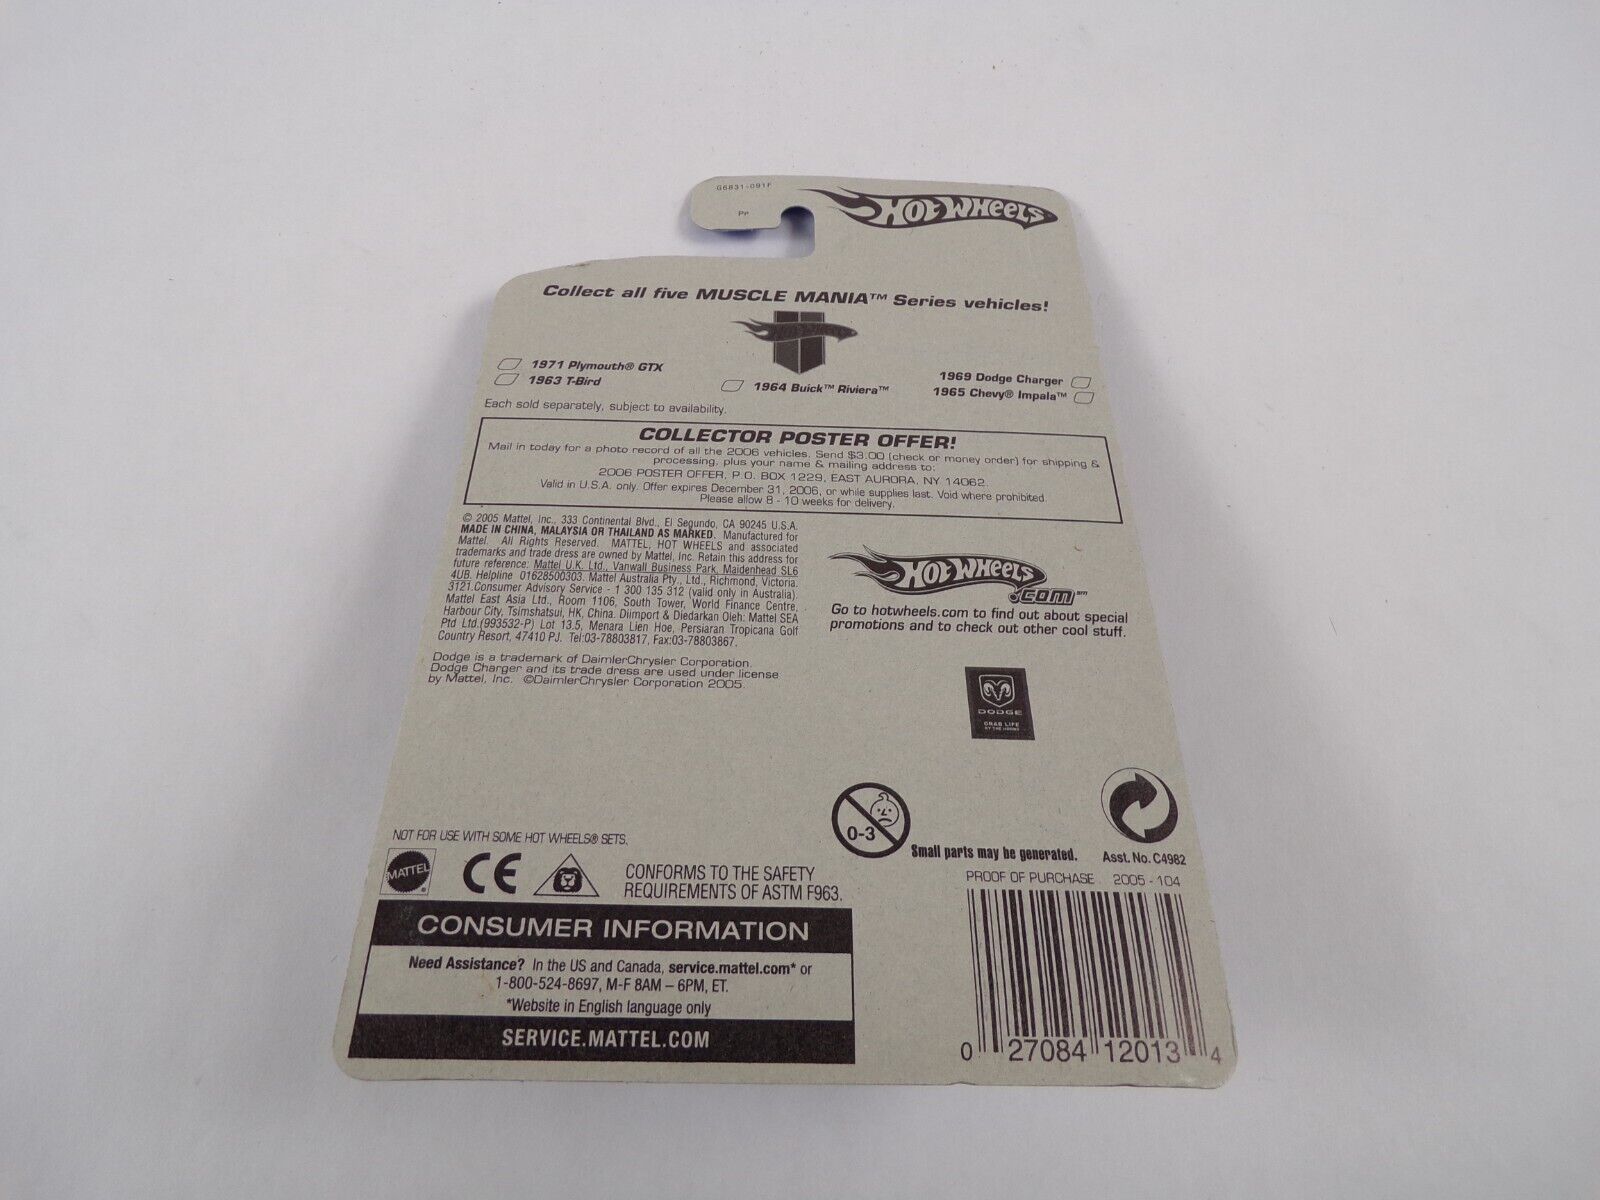 G6831-091F
HOT WHEELS
Pr
Collect all five MUSCLE MANIA™ Series vehicles!
1971 Plymouth® GTX
1963 T-Bird
1964 Buick™ Riviera™
1969 Dodge Charger
1965 Chevy® Impala™
Each sold separately, subject to availability.
COLLECTOR POSTER OFFER!
Mail in today for a photo record of all the 2006 vehicles. Send $3.00 (check or money order) for shipping &
processing, plus your name & mailing address to:
2006 POSTER OFFER, P.O. BOX 1229, EAST AURORA, NY 14062.
Valid in U.S.A. only. Offer expires December 31, 2006, or while supplies last. Void where prohibited.
Please allow 8 - 10 weeks for delivery.
© 2005 Mattel, Inc., 333 Continental Blvd., El Segundo, CA 90245 U.S.A.
MADE IN CHINA, MALAYSIA OR THAILAND AS MARKED. Manufactured for
Mattel. All Rights Reserved. MATTEL, HOT WHEELS and associated
trademarks and trade dress are owned by Mattel, Inc. Retain this address for
future reference: Mattel U.K. Ltd., Vanwall Business Park, Maidenhead SL6
4UB. Helpline 01628500303. Mattel Australia Pty., Ltd., Richmond, Victoria.
3121.Consumer Advisory Service - 1 300 135 312 (valid only in Australia).
Mattel East Asia Ltd., Room 1106, South Tower, World Finance Centre,
Harbour City, Tsimshatsui, HK, China. Diimport & Diedarkan Oleh: Mattel SEA
Ptd Ltd.(993532-P) Lot 13.5, Menara Lien Hoe, Persiaran Tropicana Golf
Country Resort, 47410 PJ. Tel:03-78803817, Fax:03-78803867.
Dodge is a trademark of DaimlerChrysler Corporation.
Dodge Charger and its trade dress are used under license
by Mattel, Inc. ©DaimlerChrysler Corporation 2005.
HOT WHEELS
.com℠
Go to hotwheels.com to find out about special
promotions and to check out other cool stuff.
DODGE
GRAB LIFE
BY THE HORNS
0-3
Small parts may be generated.
Asst. No. C4982
PROOF OF PURCHASE 2005 - 104
0 27084 12013 4
NOT FOR USE WITH SOME HOT WHEELS® SETS.
MATTEL®
CE
CONFORMS TO THE SAFETY
REQUIREMENTS OF ASTM F963.
CONSUMER INFORMATION
Need Assistance? In the US and Canada, service.mattel.com* or
1-800-524-8697, M-F 8AM – 6PM, ET.
*Website in English language only
SERVICE.MATTEL.COM